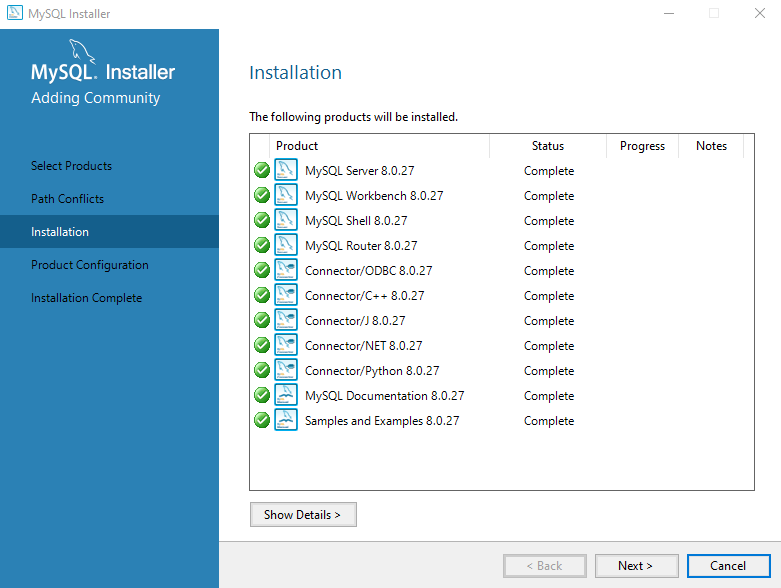 MySQL Installer
MySQL. Installer
Adding Community
Select Products
Path Conflicts
Installation
Product Configuration
Installation Complete
Installation
The following products will be installed.
Product Status Progress Notes
MySQL Server 8.0.27 Complete
MySQL Workbench 8.0.27 Complete
MySQL Shell 8.0.27 Complete
MySQL Router 8.0.27 Complete
Connector/ODBC 8.0.27 Complete
Connector/C++ 8.0.27 Complete
Connector/J 8.0.27 Complete
Connector/NET 8.0.27 Complete
Connector/Python 8.0.27 Complete
MySQL Documentation 8.0.27 Complete
Samples and Examples 8.0.27 Complete
Show Details >
< Back Next > Cancel